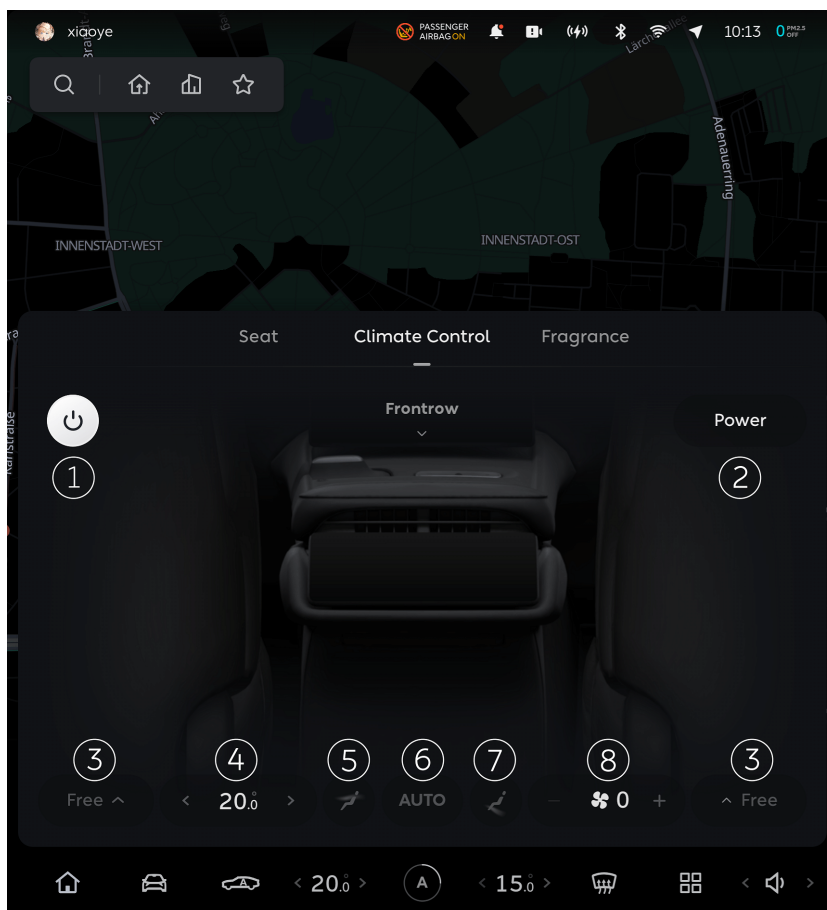 xiaoye
PASSENGER
AIRBAG ON
10:13
0 PM2.5
OFF
Adenauerring
INNENSTADT-WEST
INNENSTADT-OST
Seat
Climate Control
Fragrance
Frontrow
Power
1
2
3
4
5
6
7
8
3
Free
20.0°
AUTO
0
Free
20.0°
A
15.0°